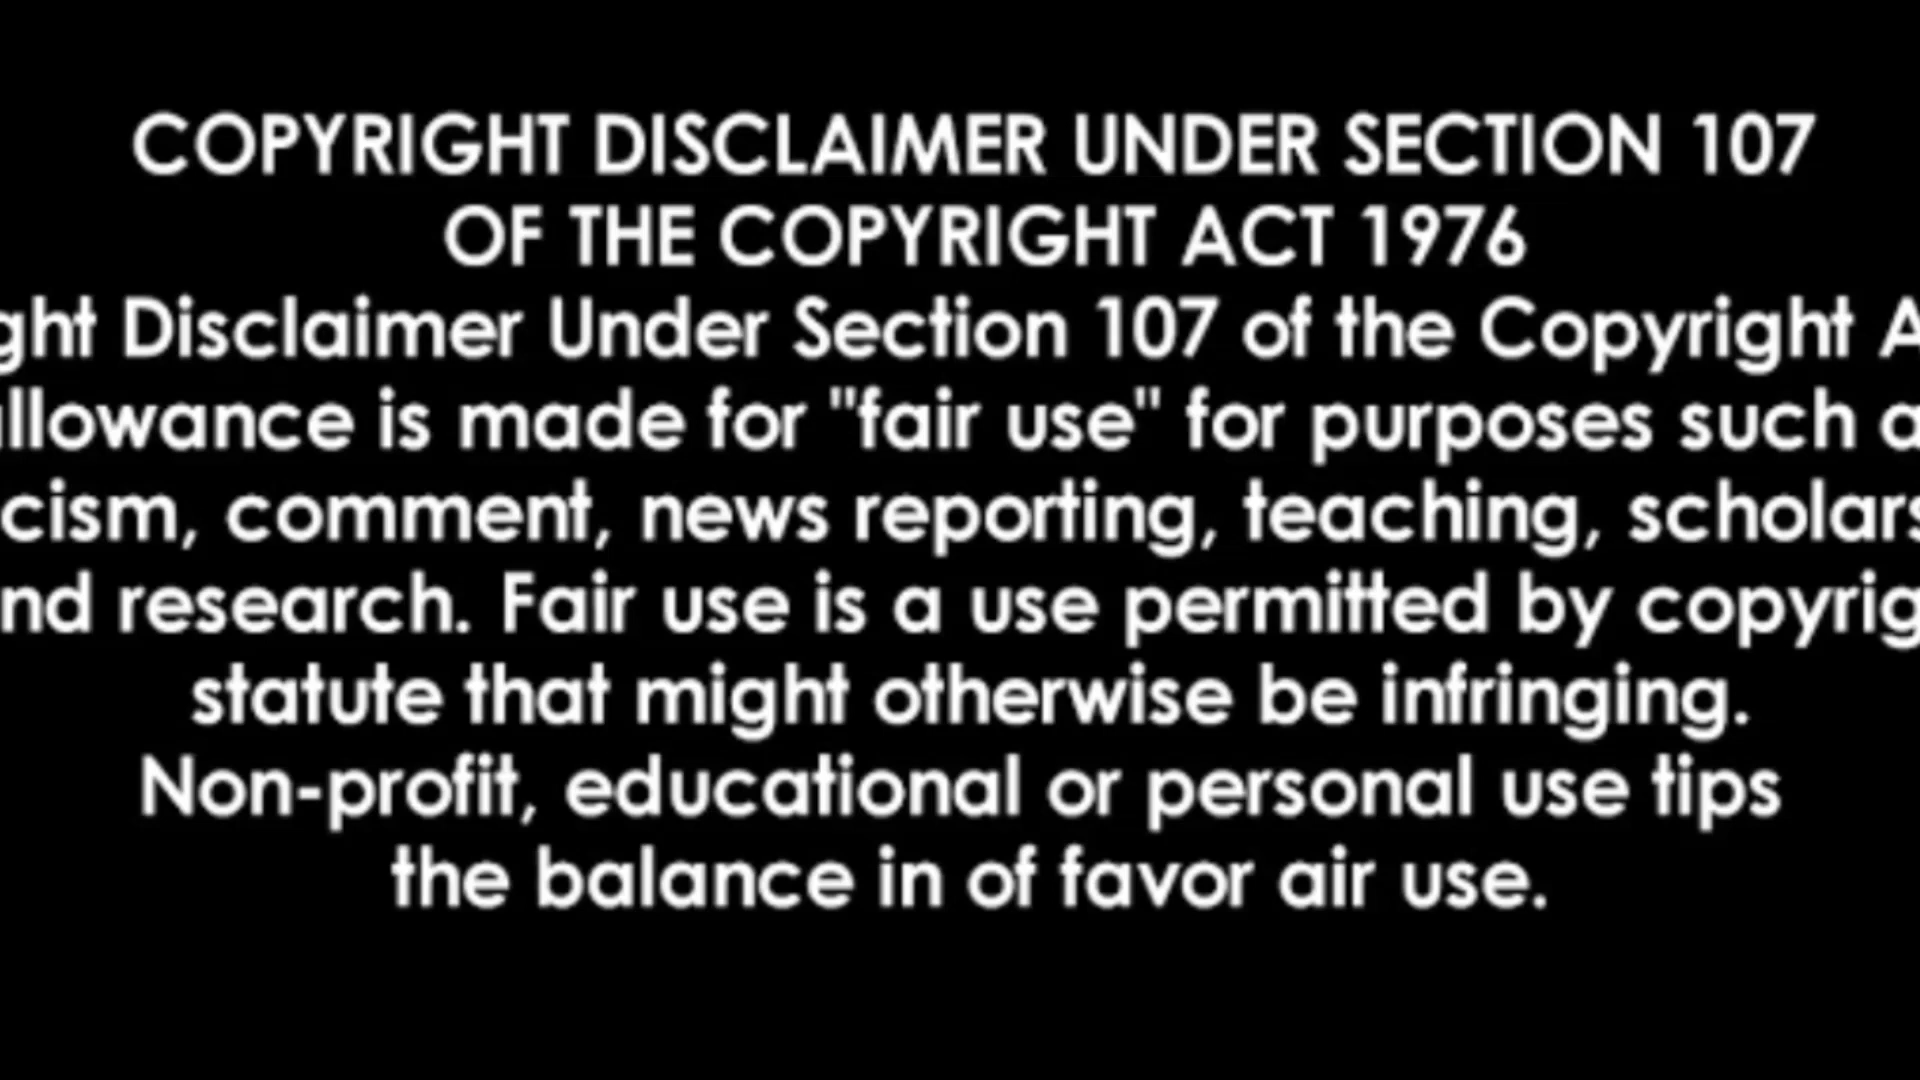 COPYRIGHT DISCLAIMER UNDER SECTION 107
OF THE COPYRIGHT ACT 1976
ght Disclaimer Under Section 107 of the Copyright A
llowance is made for "fair use" for purposes such a
cism, comment, news reporting, teaching, scholars
nd research. Fair use is a use permitted by copyrig
statute that might otherwise be infringing.
Non-profit, educational or personal use tips
the balance in of favor air use.